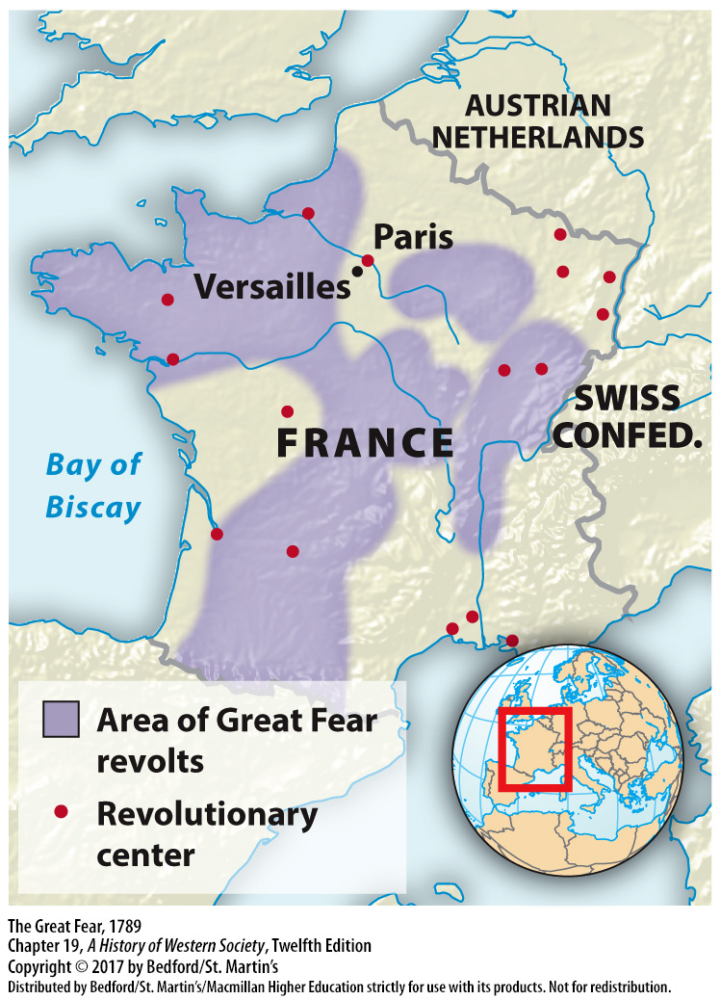 AUSTRIAN
NETHERLANDS
Paris
Versailles
SWISS
CONFED.
FRANCE
Bay of
Biscay
Area of Great Fear
revolts
Revolutionary
center
The Great Fear, 1789
Chapter 19, A History of Western Society, Twelfth Edition
Copyright © 2017 by Bedford/St. Martin's
Distributed by Bedford/St. Martin's/Macmillan Higher Education strictly for use with its products. Not for redistribution.